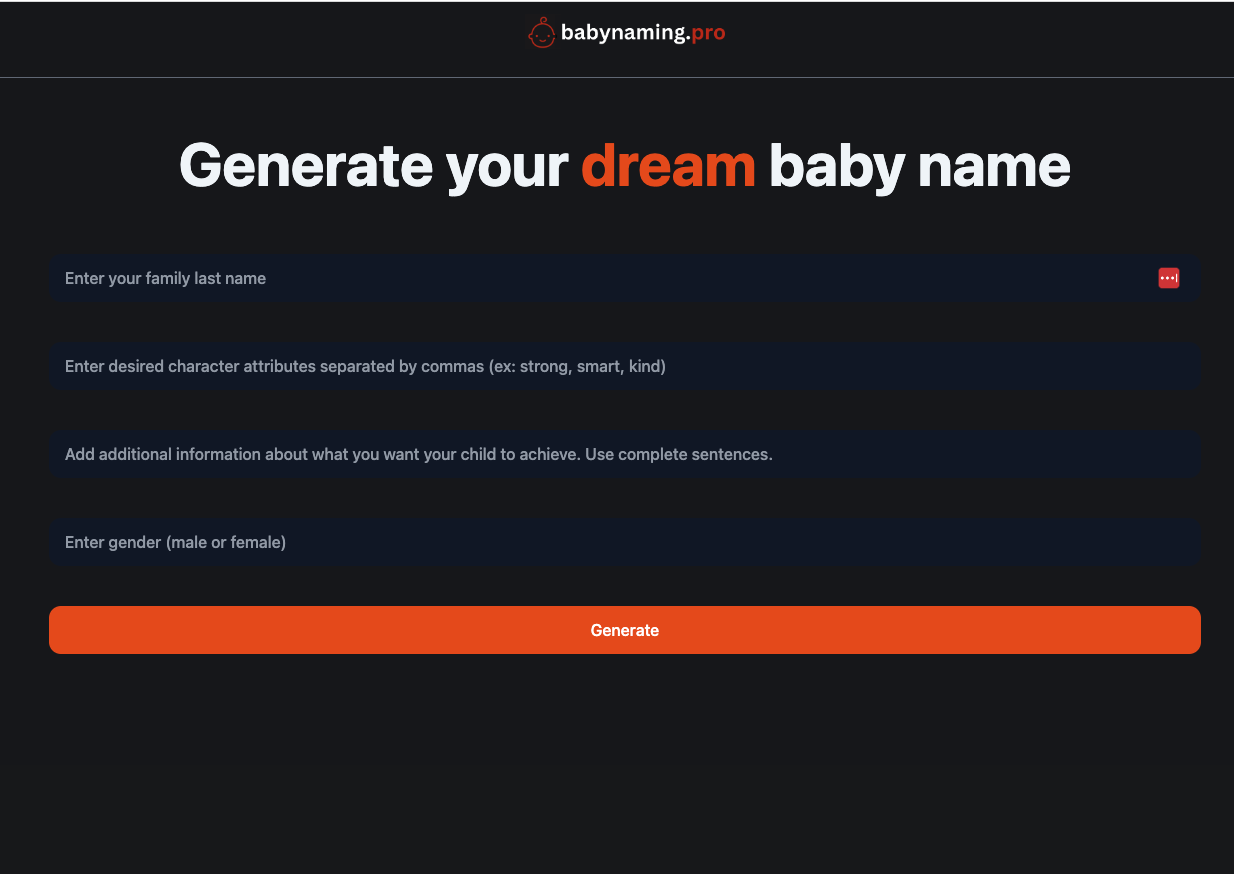 babynaming.pro
Generate your dream baby name
Enter your family last name
Enter desired character attributes separated by commas (ex: strong, smart, kind)
Add additional information about what you want your child to achieve. Use complete sentences.
Enter gender (male or female)
Generate